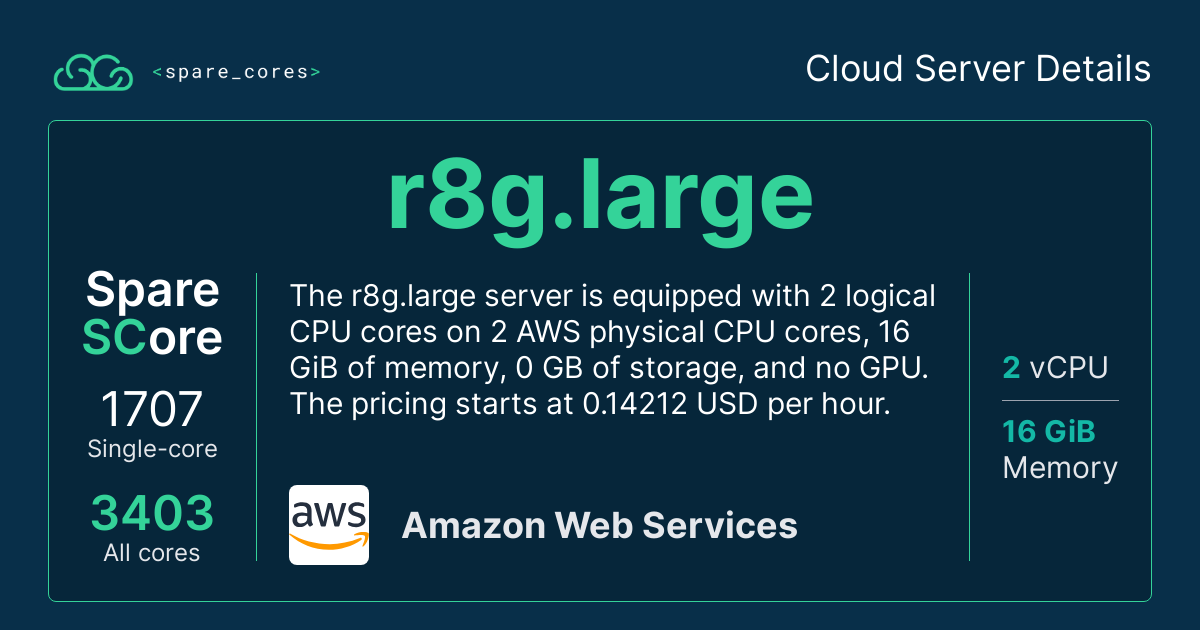 <spare_cores>
Cloud Server Details
r8g.large
Spare
SCore
1707
Single-core
3403
All cores
The r8g.large server is equipped with 2 logical
CPU cores on 2 AWS physical CPU cores, 16
GiB of memory, 0 GB of storage, and no GPU.
The pricing starts at 0.14212 USD per hour.
aws
Amazon Web Services
2 vCPU
16 GiB
Memory